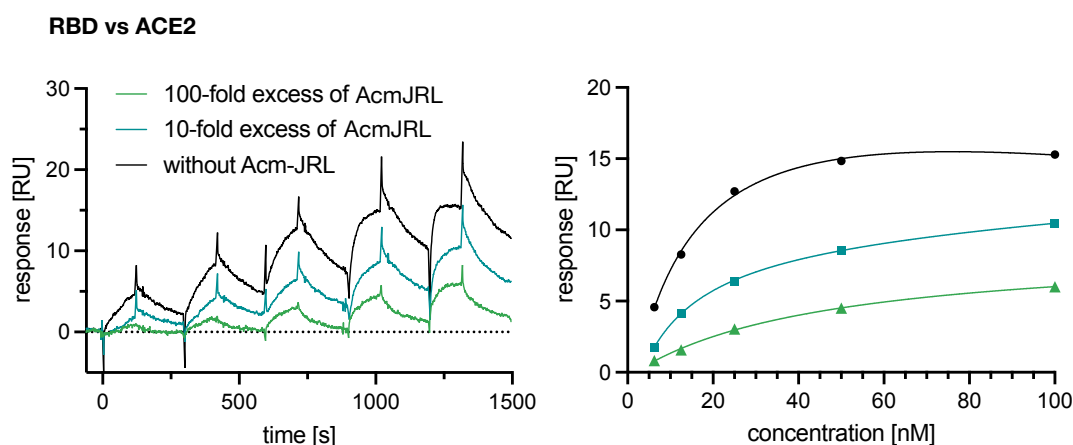 RBD vs ACE2
response [RU]
30
20
10
0
100-fold excess of AcmJRL
10-fold excess of AcmJRL
without Acm-JRL
0
500
1000
1500
time [s]
response [RU]
20
15
10
5
0
0
20
40
60
80
100
concentration [nM]